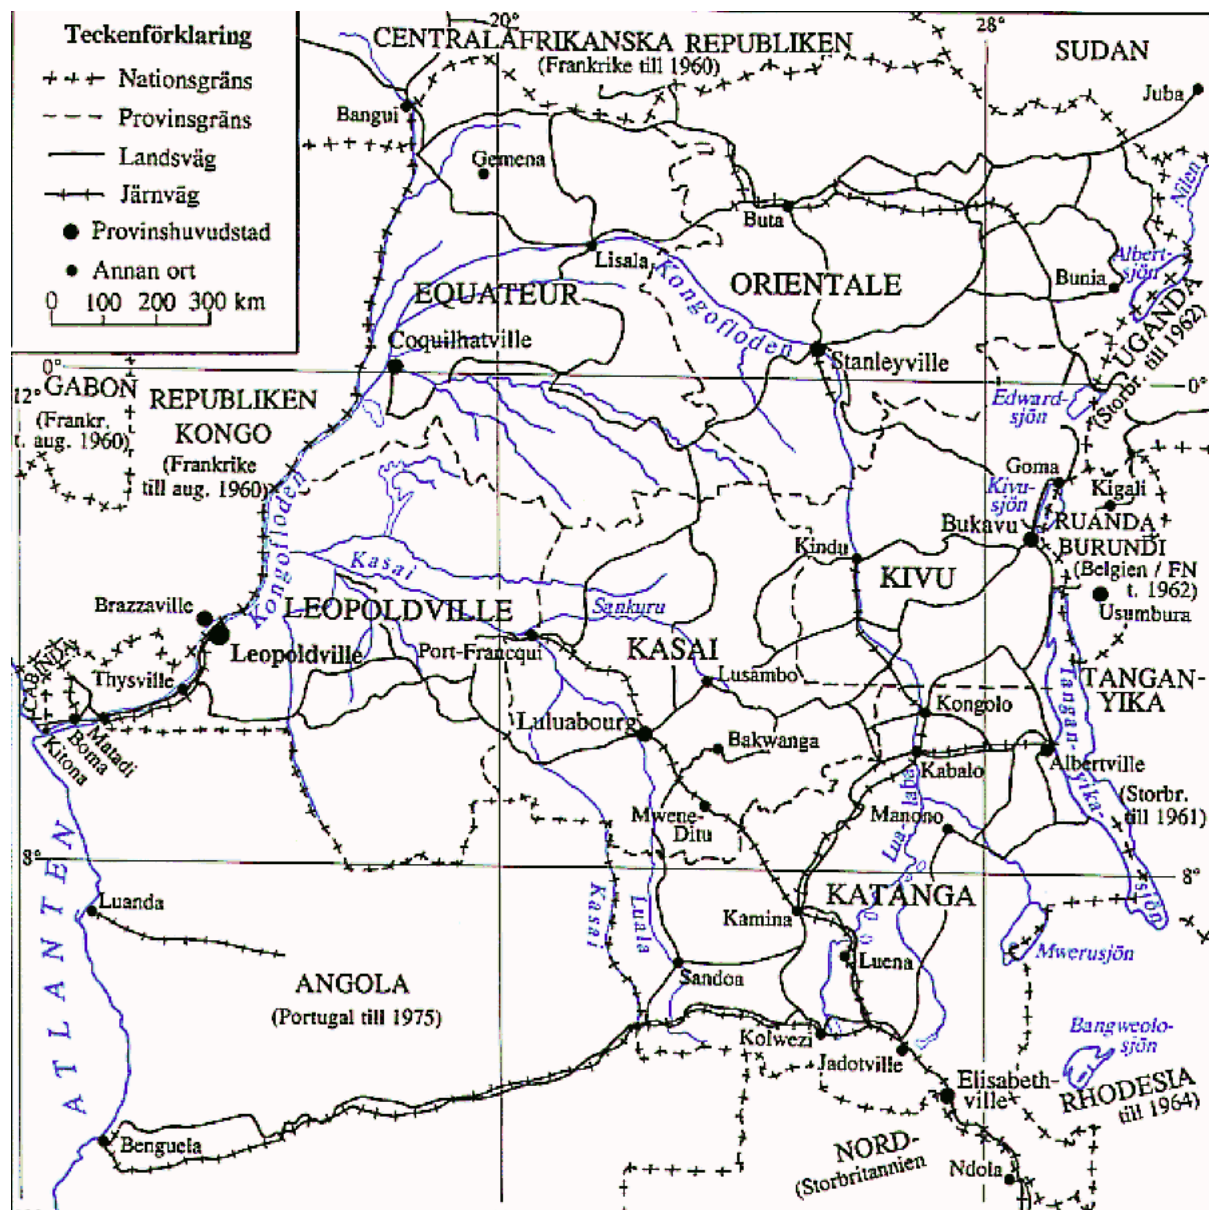 Teckenförklaring
Nationsgräns
Provinsgräns
Landsväg
Järnväg
Provinshuvudstad
Annan ort
0 100 200 300 km
20°
28°
CENTRALAFRIKANSKA REPUBLIKEN
(Frankrike till 1960)
SUDAN
Juba
Bangui
Gemena
Nilen
Buta
Lisala
Kongofloden
ORIENTALE
Albert-
sjön
Bunia
EQUATEUR
UGANDA
(Storbr. till 1962)
Coquilhatville
Stanleyville
0°
0°
12°
GABON
(Frankr.
t. aug. 1960)
REPUBLIKEN
KONGO
(Frankrike
till aug. 1960)
Edward-
sjön
Goma
Kivu-
sjön
Kigali
Kongofloden
Bukavu
RUANDA
BURUNDI
(Belgien / FN
t. 1962)
Usumbura
Kindu
KIVU
Kasai
Brazzaville
LEOPOLDVILLE
Sankuru
Leopoldville
Port-Francqui
KASAI
CABINDA
Thysville
Lusambo
TANGAN-
YIKA
Tangan-
yika-
sjön
Kongolo
Kitona
Boma
Matadi
Luluabourg
Bakwanga
Kabalo
Albertville
(Storbr.
till 1961)
Mwene-
Ditu
Lua-
laba
Manono
8°
8°
ATLANTEN
Luanda
Kasai
Luala
KATANGA
Kamina
Luena
Mwerusjön
Sandoa
ANGOLA
(Portugal till 1975)
Kolwezi
Jadotville
Bangweolo-
sjön
Elisabeth-
ville
RHODESIA
till 1964)
Benguela
NORD-
(Storbritannien
Ndola